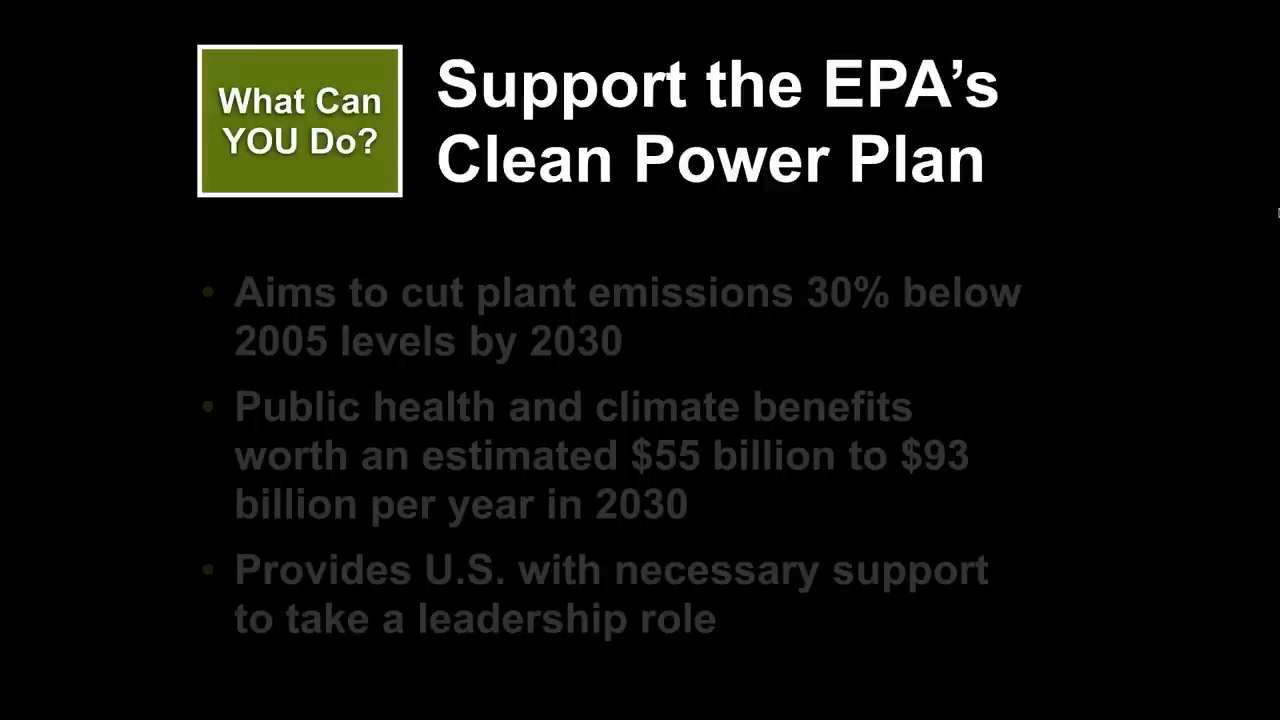 What Can
YOU Do?
Support the EPA’s
Clean Power Plan
• Aims to cut plant emissions 30% below
2005 levels by 2030
• Public health and climate benefits
worth an estimated $55 billion to $93
billion per year in 2030
• Provides U.S. with necessary support
to take a leadership role